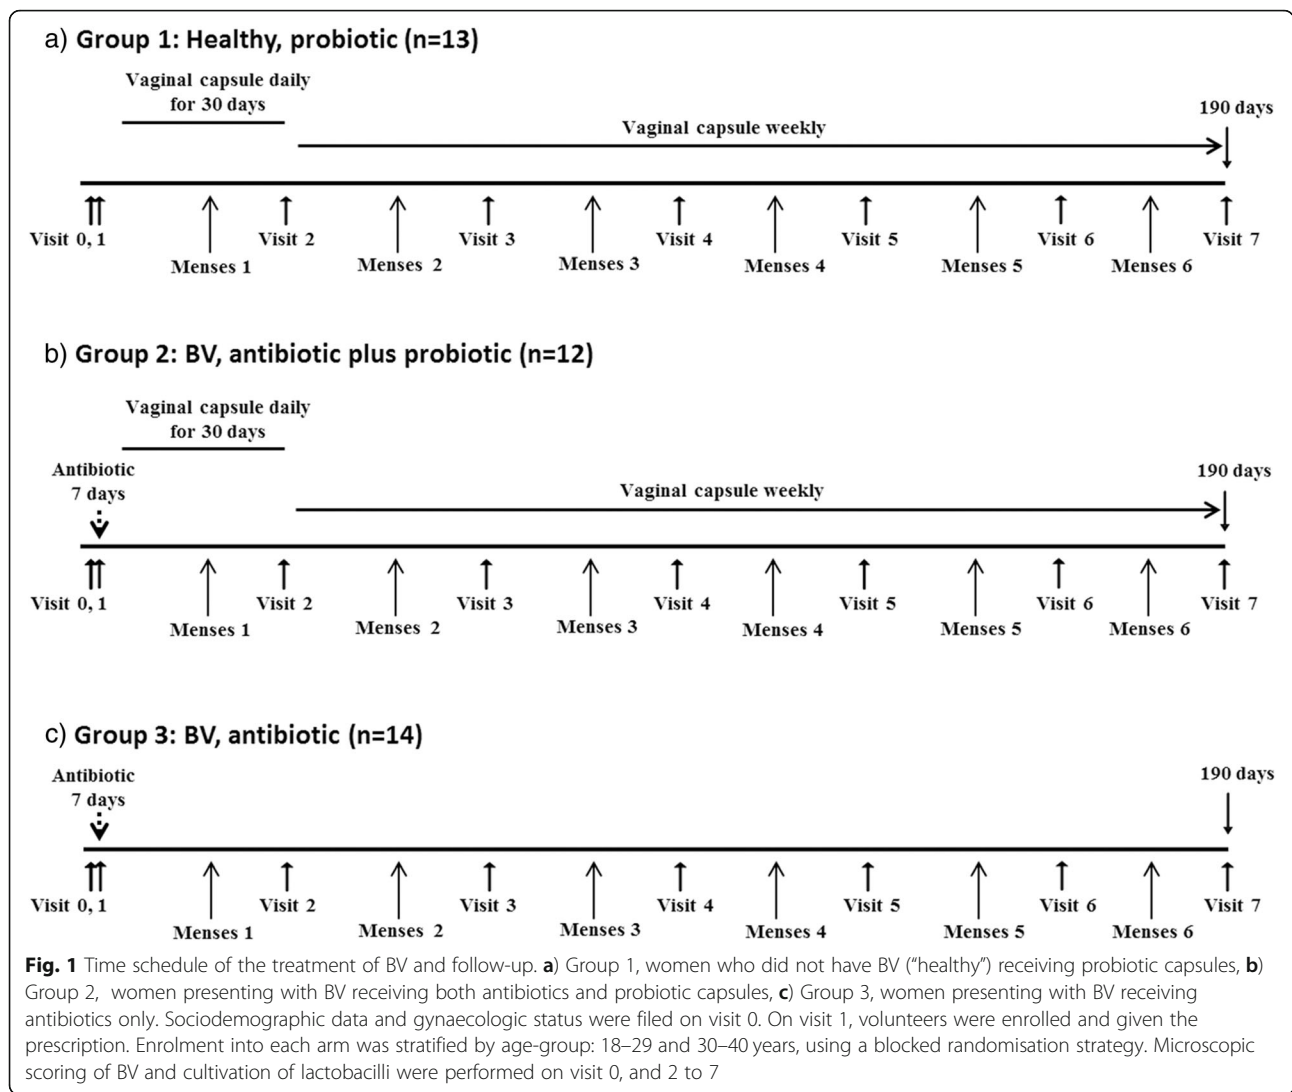 a) Group 1: Healthy, probiotic (n=13)
Vaginal capsule daily
for 30 days
190 days
Vaginal capsule weekly
Visit 0, 1
Visit 2
Visit 3
Visit 4
Visit 5
Visit 6
Visit 7
Menses 1
Menses 2
Menses 3
Menses 4
Menses 5
Menses 6
b) Group 2: BV, antibiotic plus probiotic (n=12)
Vaginal capsule daily
for 30 days
Antibiotic
7 days
190 days
Vaginal capsule weekly
Visit 0, 1
Visit 2
Visit 3
Visit 4
Visit 5
Visit 6
Visit 7
Menses 1
Menses 2
Menses 3
Menses 4
Menses 5
Menses 6
c) Group 3: BV, antibiotic (n=14)
Antibiotic
7 days
190 days
Visit 0, 1
Visit 2
Visit 3
Visit 4
Visit 5
Visit 6
Visit 7
Menses 1
Menses 2
Menses 3
Menses 4
Menses 5
Menses 6
Fig. 1 Time schedule of the treatment of BV and follow-up. a) Group 1, women who did not have BV (“healthy”) receiving probiotic capsules, b)
Group 2, women presenting with BV receiving both antibiotics and probiotic capsules, c) Group 3, women presenting with BV receiving
antibiotics only. Sociodemographic data and gynaecologic status were filed on visit 0. On visit 1, volunteers were enrolled and given the
prescription. Enrolment into each arm was stratified by age-group: 18–29 and 30–40 years, using a blocked randomisation strategy. Microscopic
scoring of BV and cultivation of lactobacilli were performed on visit 0, and 2 to 7